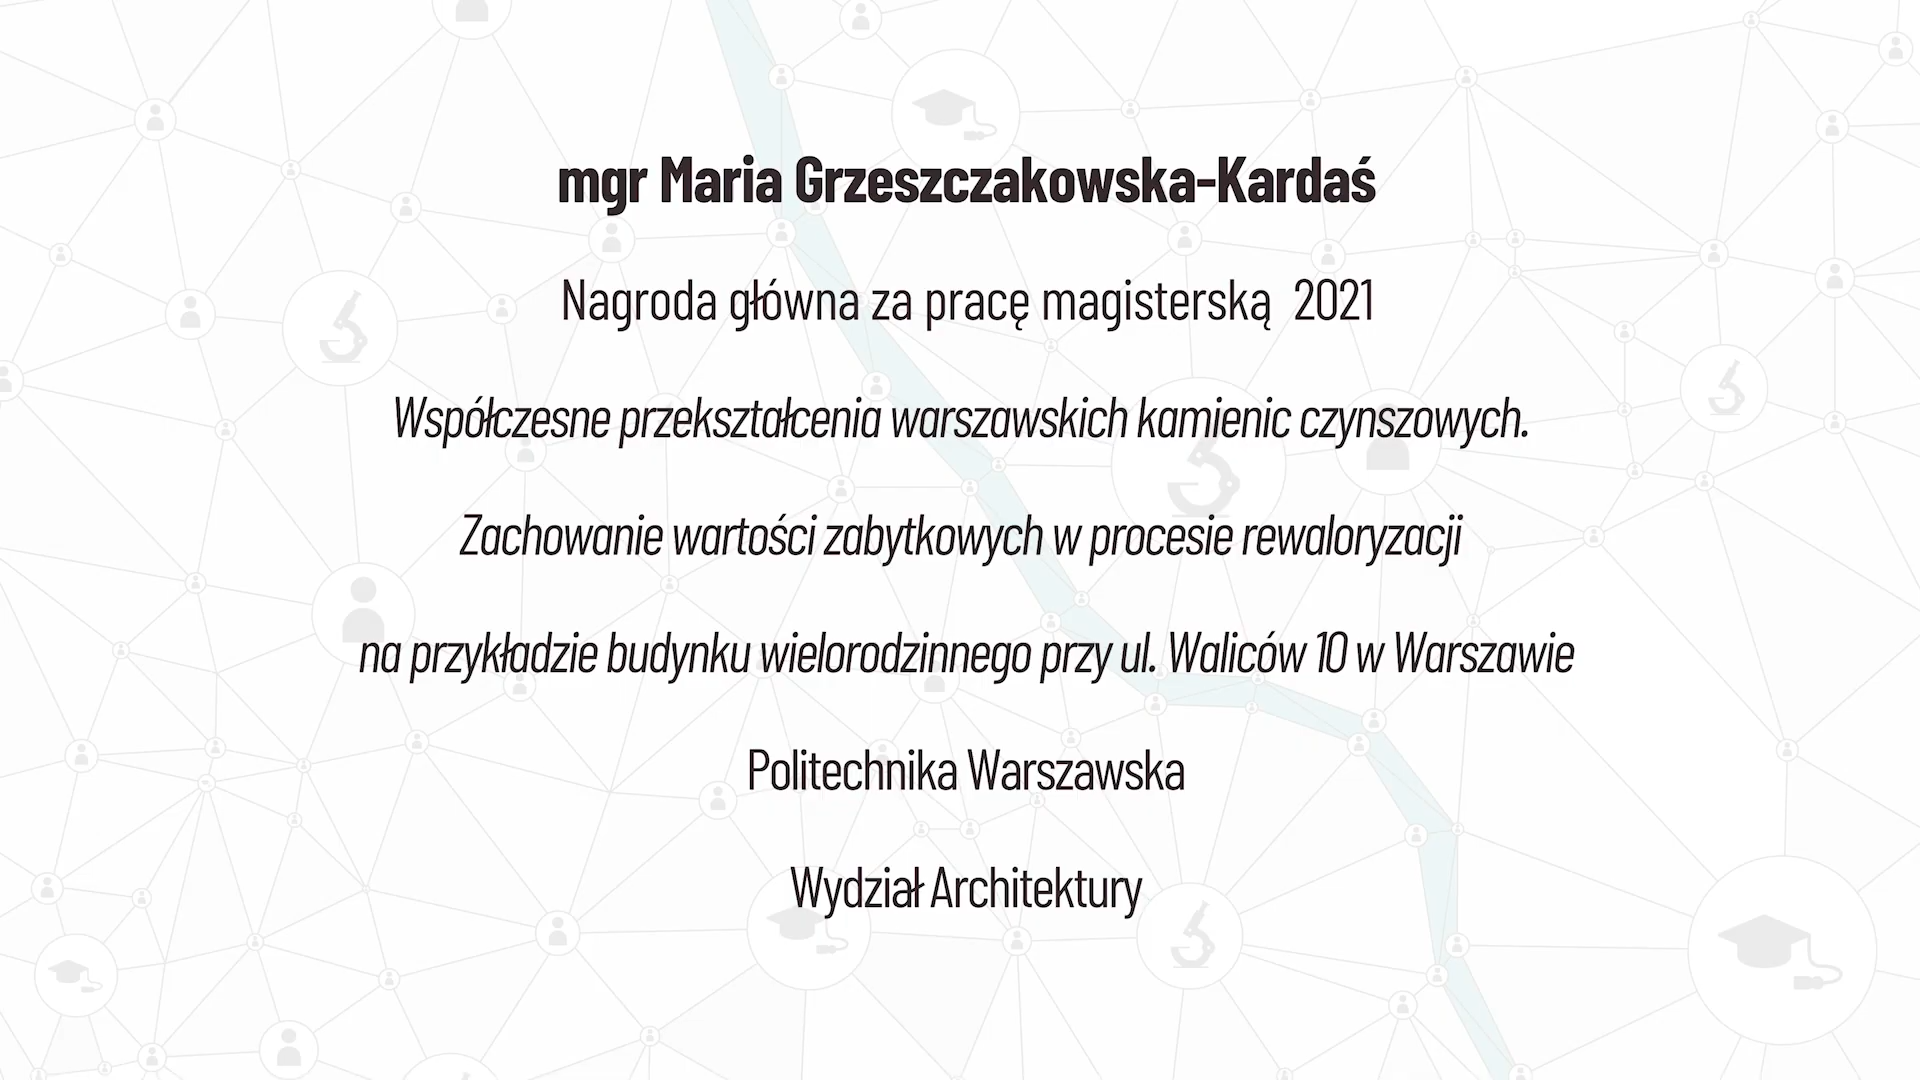 mgr Maria Grzeszczakowska-Kardaś
Nagroda główna za pracę magisterską 2021
Współczesne przekształcenia warszawskich kamienic czynszowych.
Zachowanie wartości zabytkowych w procesie rewaloryzacji
na przykładzie budynku wielorodzinnego przy ul. Waliców 10 w Warszawie
Politechnika Warszawska
Wydział Architektury